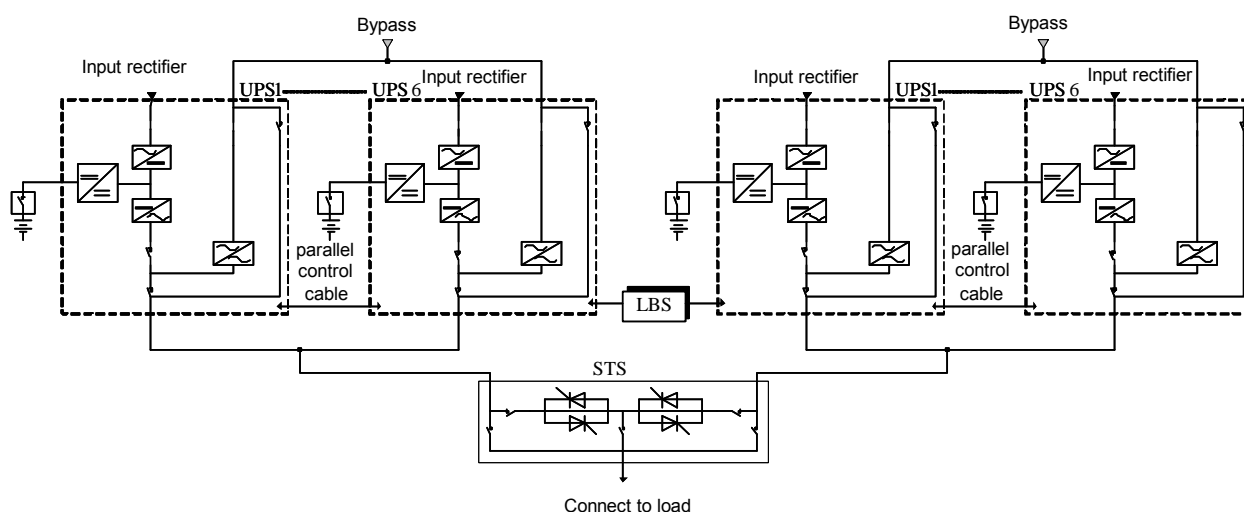 Bypass
Input rectifier
UPS1
UPS 6
Input rectifier
parallel
control
cable
LBS
Bypass
Input rectifier
UPS1
UPS 6
Input rectifier
parallel
control
cable
STS
Connect to load